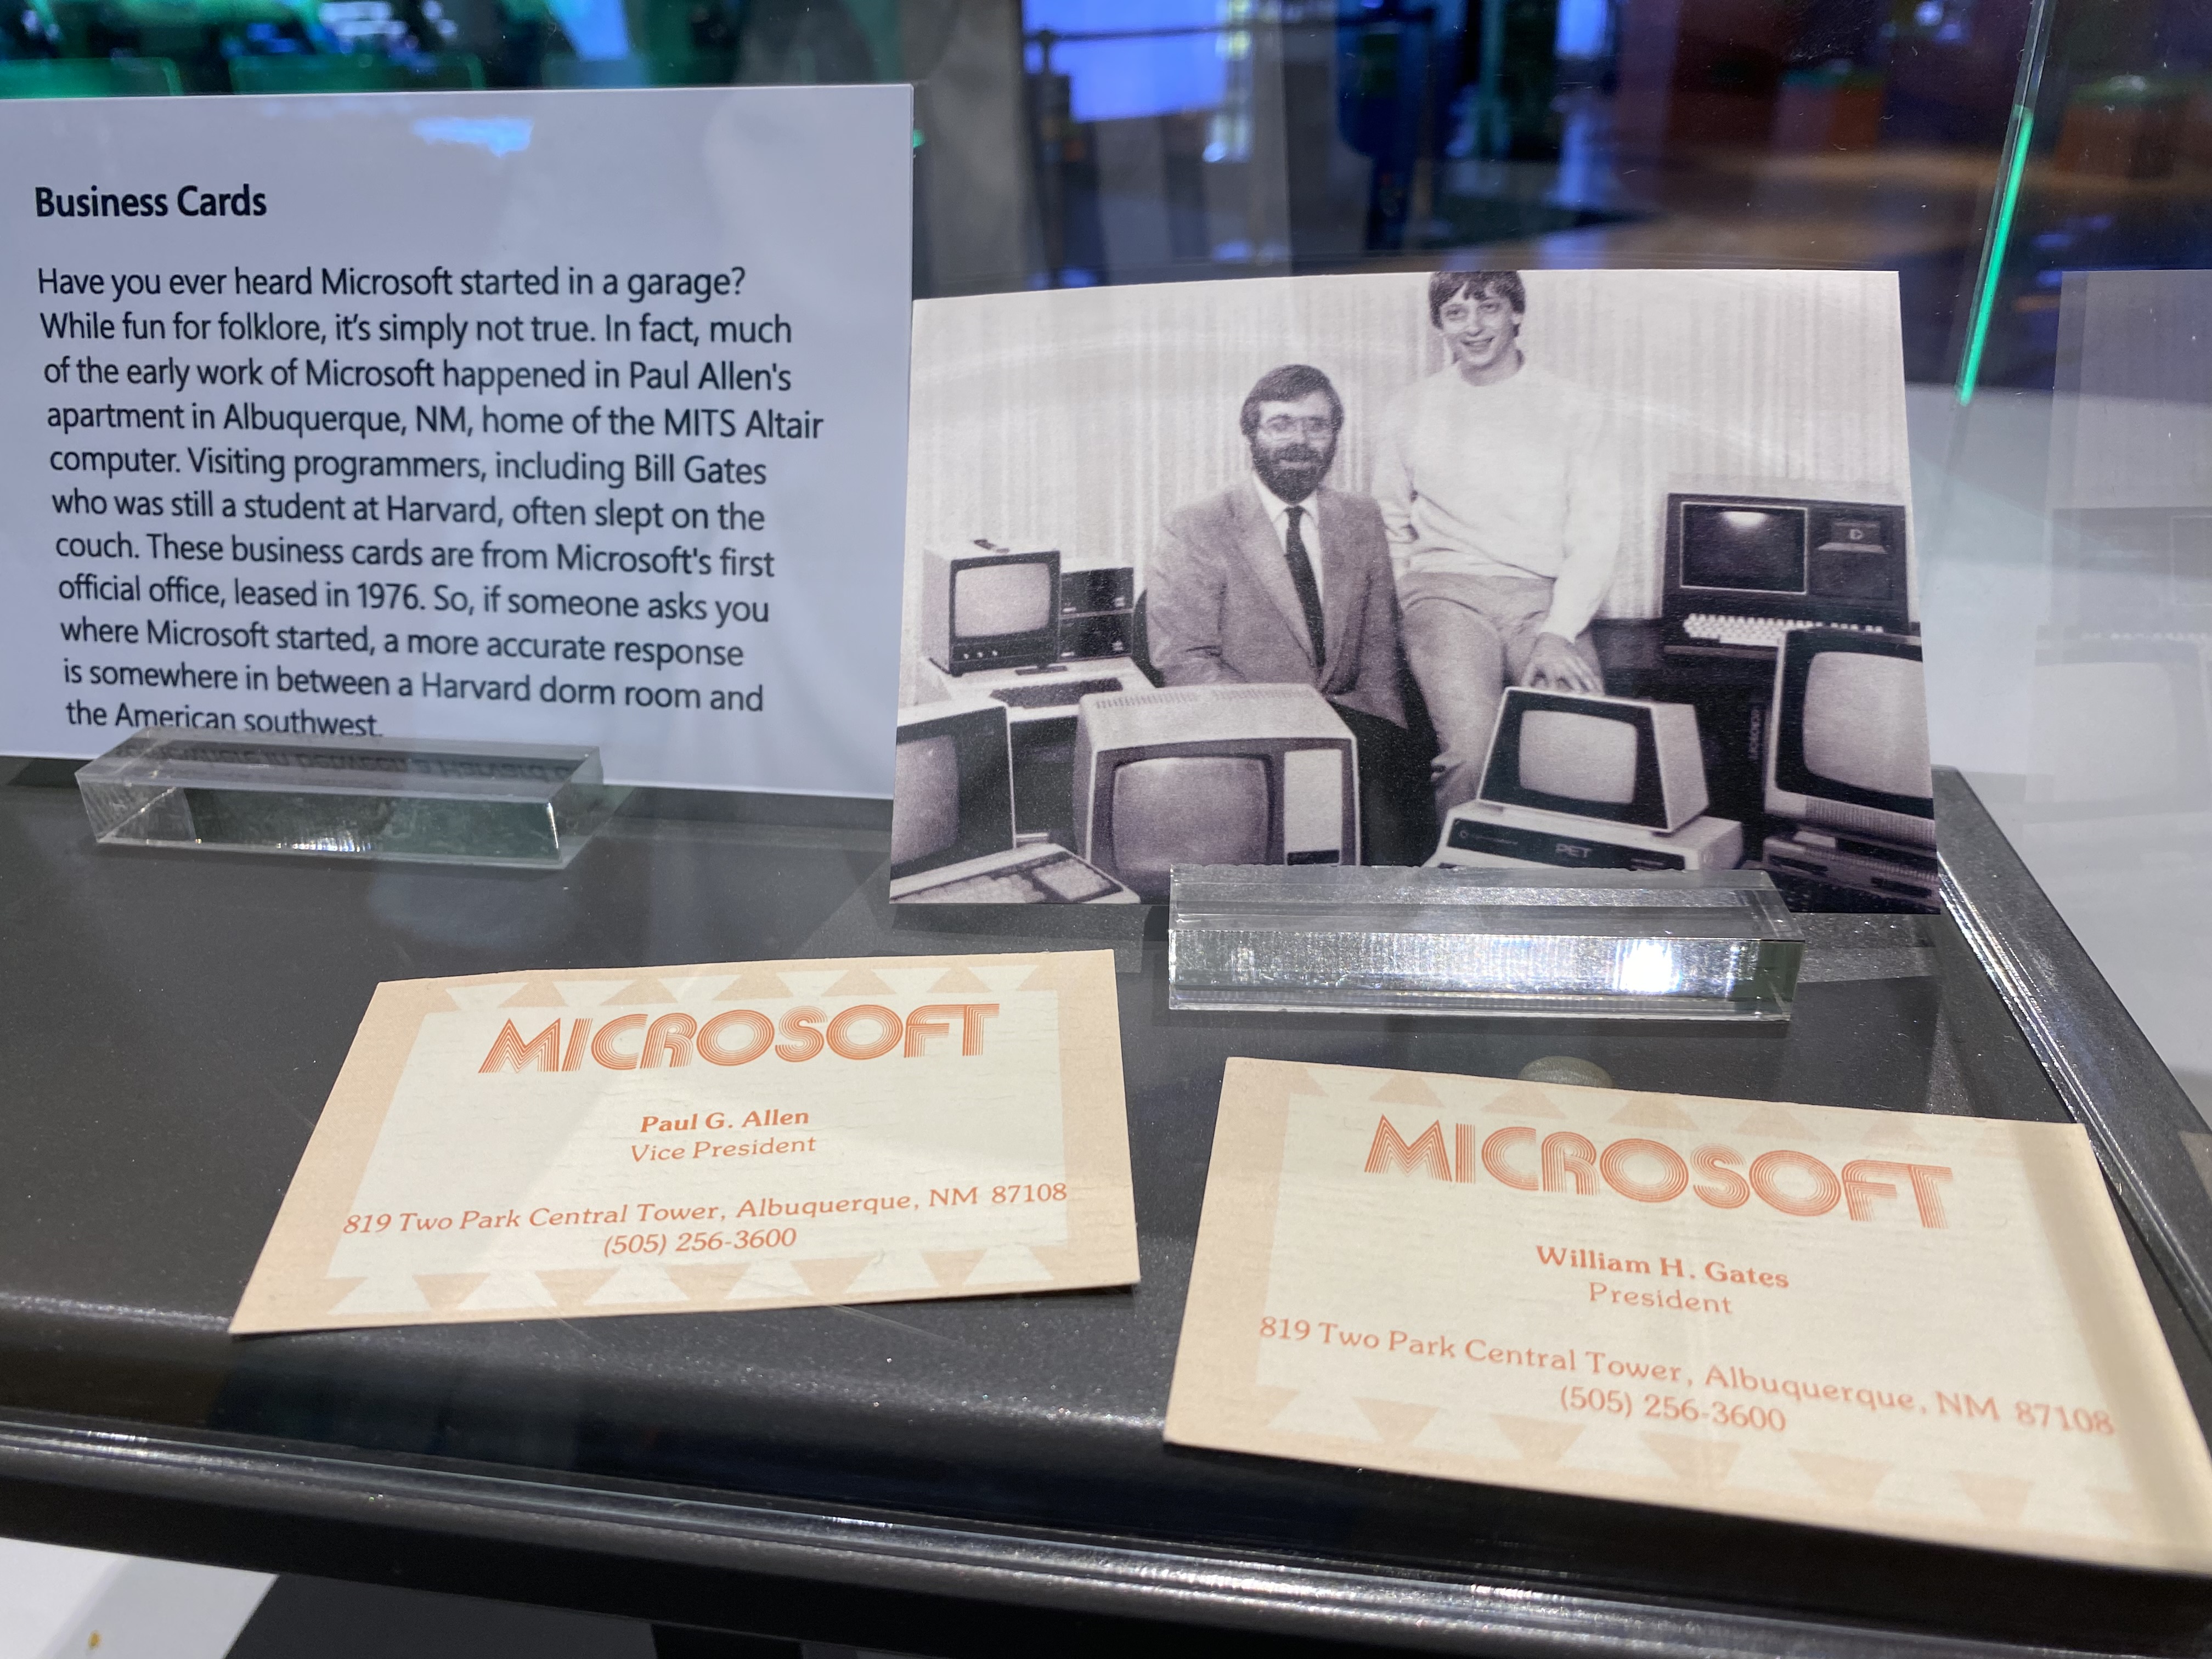 Business Cards
Have you ever heard Microsoft started in a garage?
While fun for folklore, it's simply not true. In fact, much
of the early work of Microsoft happened in Paul Allen's
apartment in Albuquerque, NM, home of the MITS Altair
computer. Visiting programmers, including Bill Gates
who was still a student at Harvard, often slept on the
couch. These business cards are from Microsoft's first
official office, leased in 1976. So, if someone asks you
where Microsoft started, a more accurate response
is somewhere in between a Harvard dorm room and
the American southwest.
PET
MICROSOFT
Paul G. Allen
Vice President
819 Two Park Central Tower, Albuquerque, NM 87108
(505) 256-3600
MICROSOFT
William H. Gates
President
819 Two Park Central Tower, Albuquerque, NM 87108
(505) 256-3600